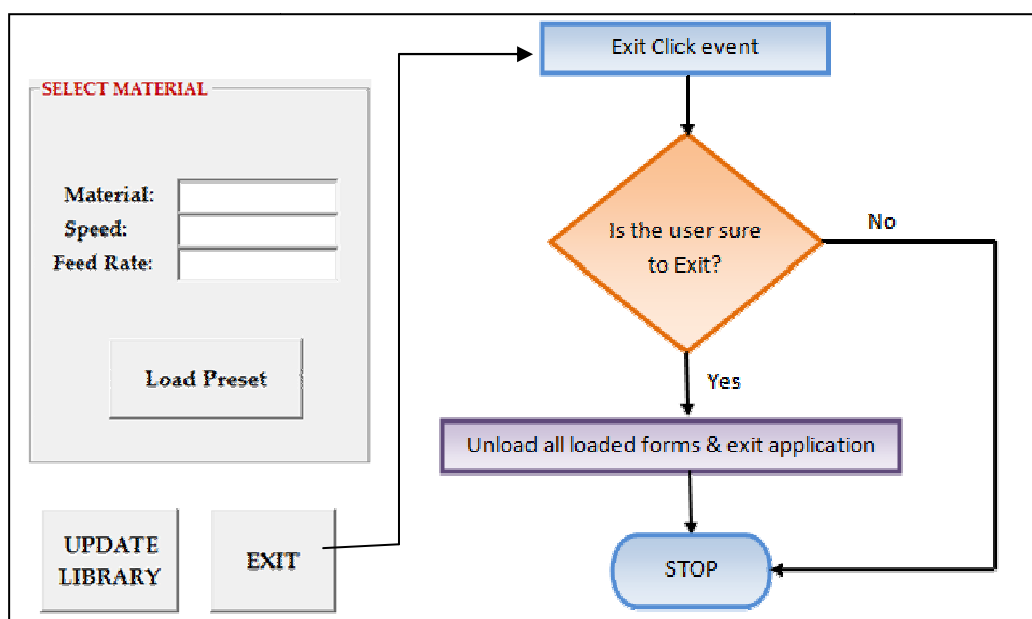 SELECT MATERIAL
Material:
Speed:
Feed Rate:
Load Preset
UPDATE
LIBRARY
EXIT
Exit Click event
Is the user sure
to Exit?
No
Yes
Unload all loaded forms & exit application
STOP